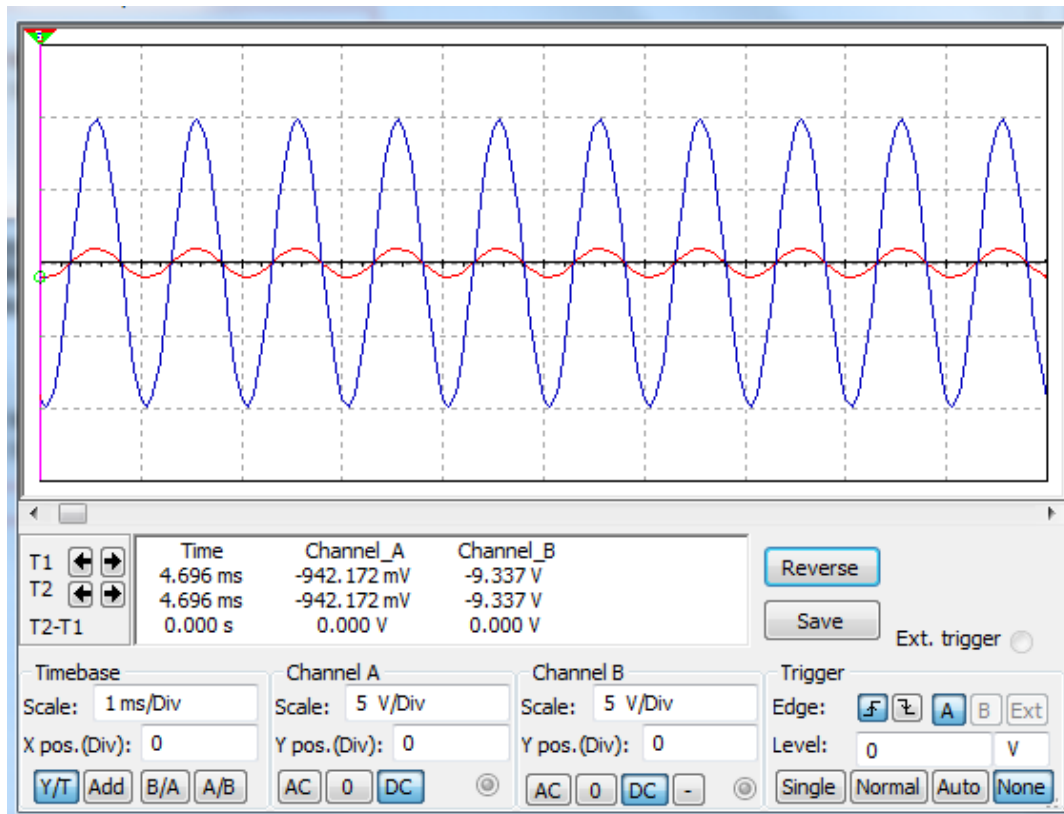 Time Channel_A Channel_B
T1 4.696 ms -942.172 mV -9.337 V
T2 4.696 ms -942.172 mV -9.337 V
T2-T1 0.000 s 0.000 V 0.000 V
Reverse
Save
Ext. trigger
Timebase Channel A Channel B Trigger
Scale: 1 ms/Div Scale: 5 V/Div Scale: 5 V/Div Edge: A B Ext
X pos.(Div): 0 Y pos.(Div): 0 Y pos.(Div): 0 Level: 0 V
Y/T Add B/A A/B AC 0 DC AC 0 DC - Single Normal Auto None